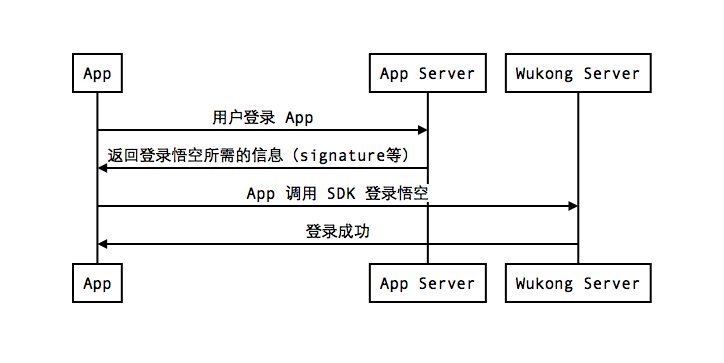 App
App Server
Wukong Server
用户登录 App
返回登录悟空所需的信息（signature等）
App 调用 SDK 登录悟空
登录成功
App
App Server
Wukong Server